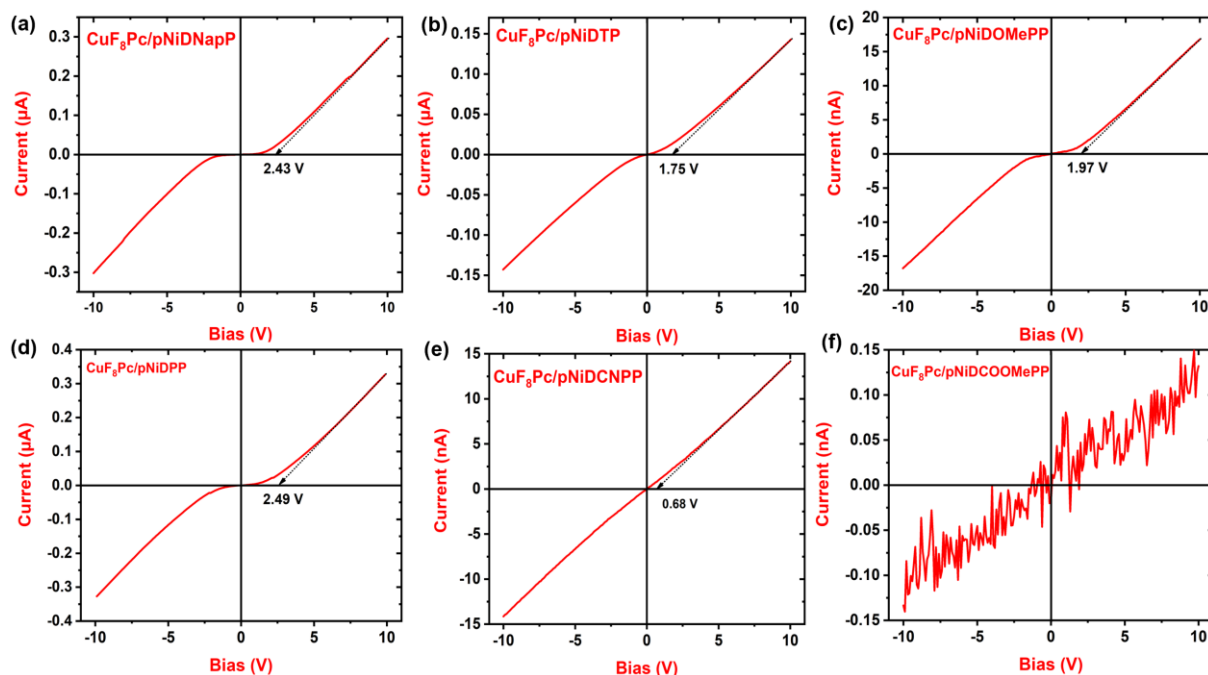 (a)
CuF₈Pc/pNiDNapP
Current (µA)
0.3
0.2
0.1
0.0
-0.1
-0.2
-0.3
2.43 V
-10 -5 0 5 10
Bias (V)
(b)
CuF₈Pc/pNiDTP
Current (µA)
0.15
0.10
0.05
0.00
-0.05
-0.10
-0.15
1.75 V
-10 -5 0 5 10
Bias (V)
(c)
CuF₈Pc/pNiDOMePP
Current (nA)
20
15
10
5
0
-5
-10
-15
-20
1.97 V
-10 -5 0 5 10
Bias (V)
(d)
CuF₈Pc/pNiDPP
Current (µA)
0.4
0.3
0.2
0.1
0.0
-0.1
-0.2
-0.3
-0.4
2.49 V
-10 -5 0 5 10
Bias (V)
(e)
CuF₈Pc/pNiDCNPP
Current (nA)
15
10
5
0
-5
-10
-15
0.68 V
-10 -5 0 5 10
Bias (V)
(f)
CuF₈Pc/pNiDCOOMePP
Current (nA)
0.15
0.10
0.05
0.00
-0.05
-0.10
-0.15
-10 -5 0 5 10
Bias (V)